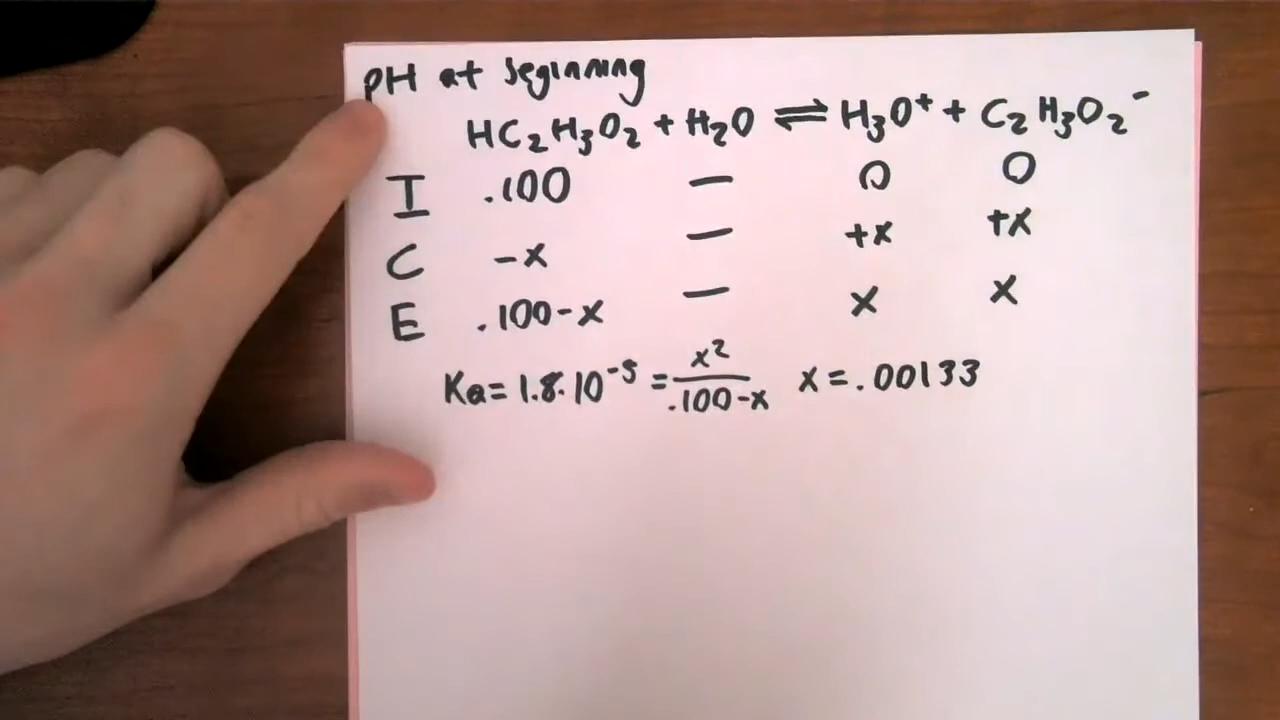 pH at beginning
HC₂H₃O₂ + H₂O ⇌ H₃O⁺ + C₂H₃O₂⁻
I .100 — 0 0
C -x — +x +x
E .100-x — x x
Ka = 1.8·10⁻⁵ = x²/.100-x x = .00133